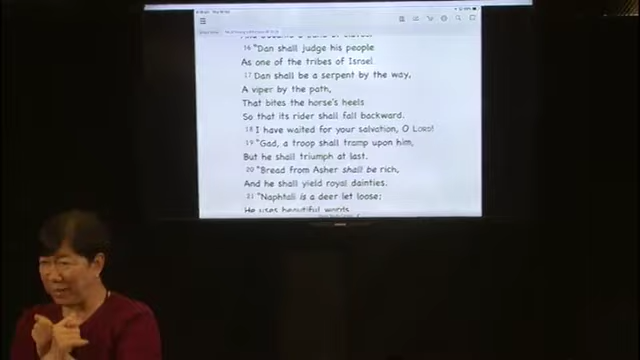 16 "Dan shall judge his people
As one of the tribes of Israel.
17 Dan shall be a serpent by the way,
A viper by the path,
That bites the horse's heels
So that its rider shall fall backward.
18 I have waited for your salvation, O LORD!
19 "Gad, a troop shall tramp upon him,
But he shall triumph at last.
20 "Bread from Asher shall be rich,
And he shall yield royal dainties.
21 "Naphtali is a deer let loose;
He uses beautiful words.